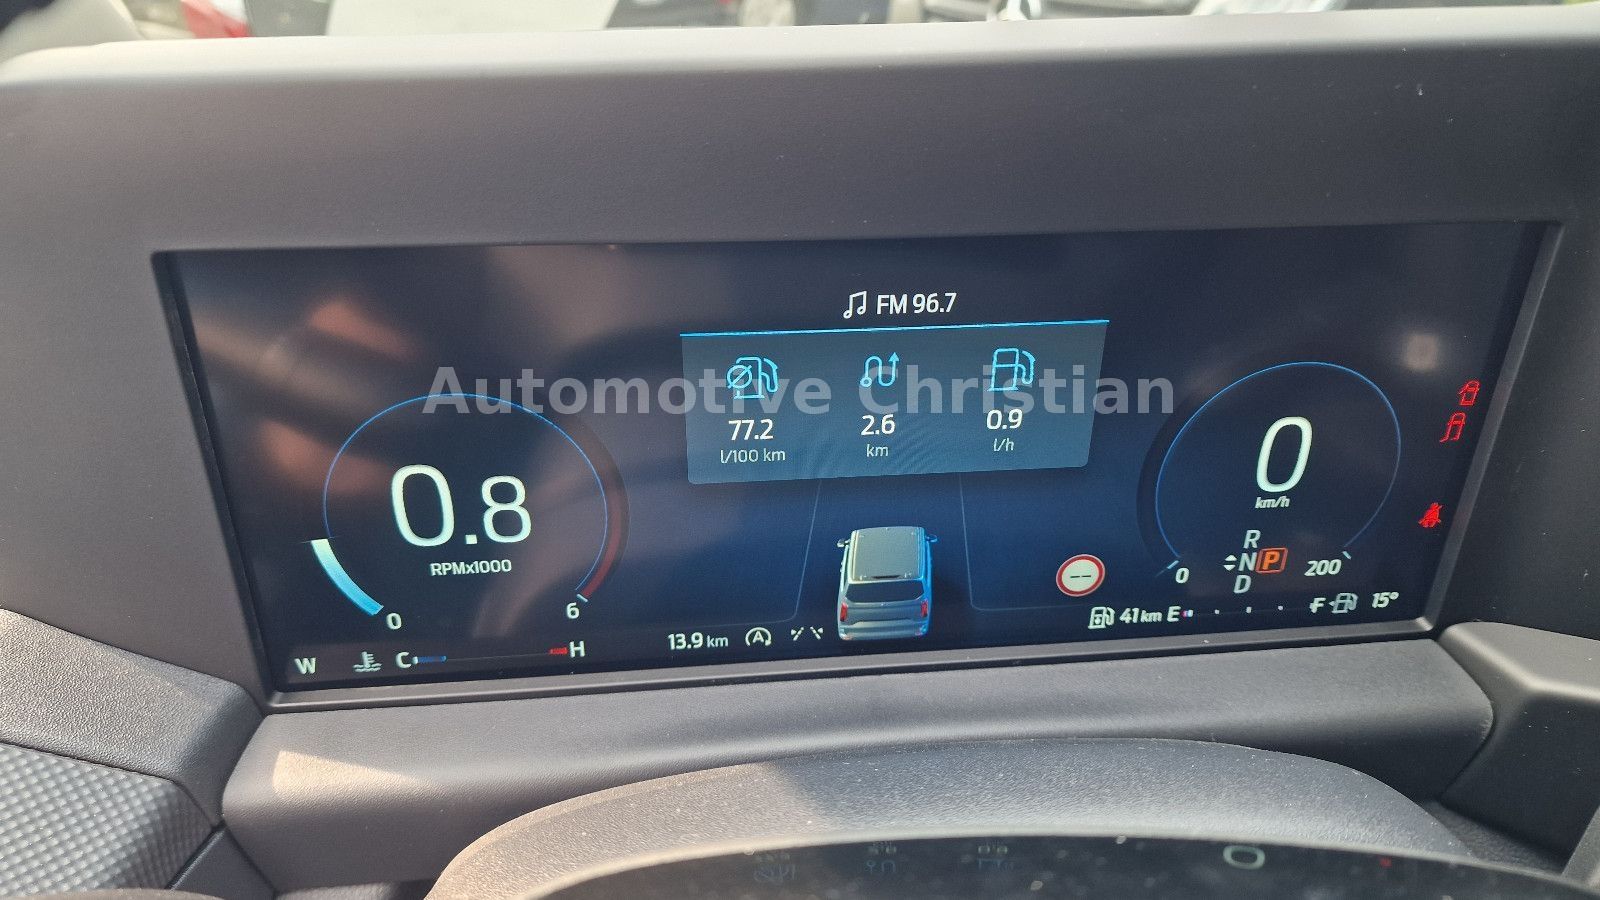 FM 96.7
Automotive Christian
77.2
l/100 km
2.6
km
0.9
l/h
0.8
RPMx1000
0
6
0
km/h
R
N P
D
0
200
W
C
H
13.9 km
A
--
41 km E
F
15°